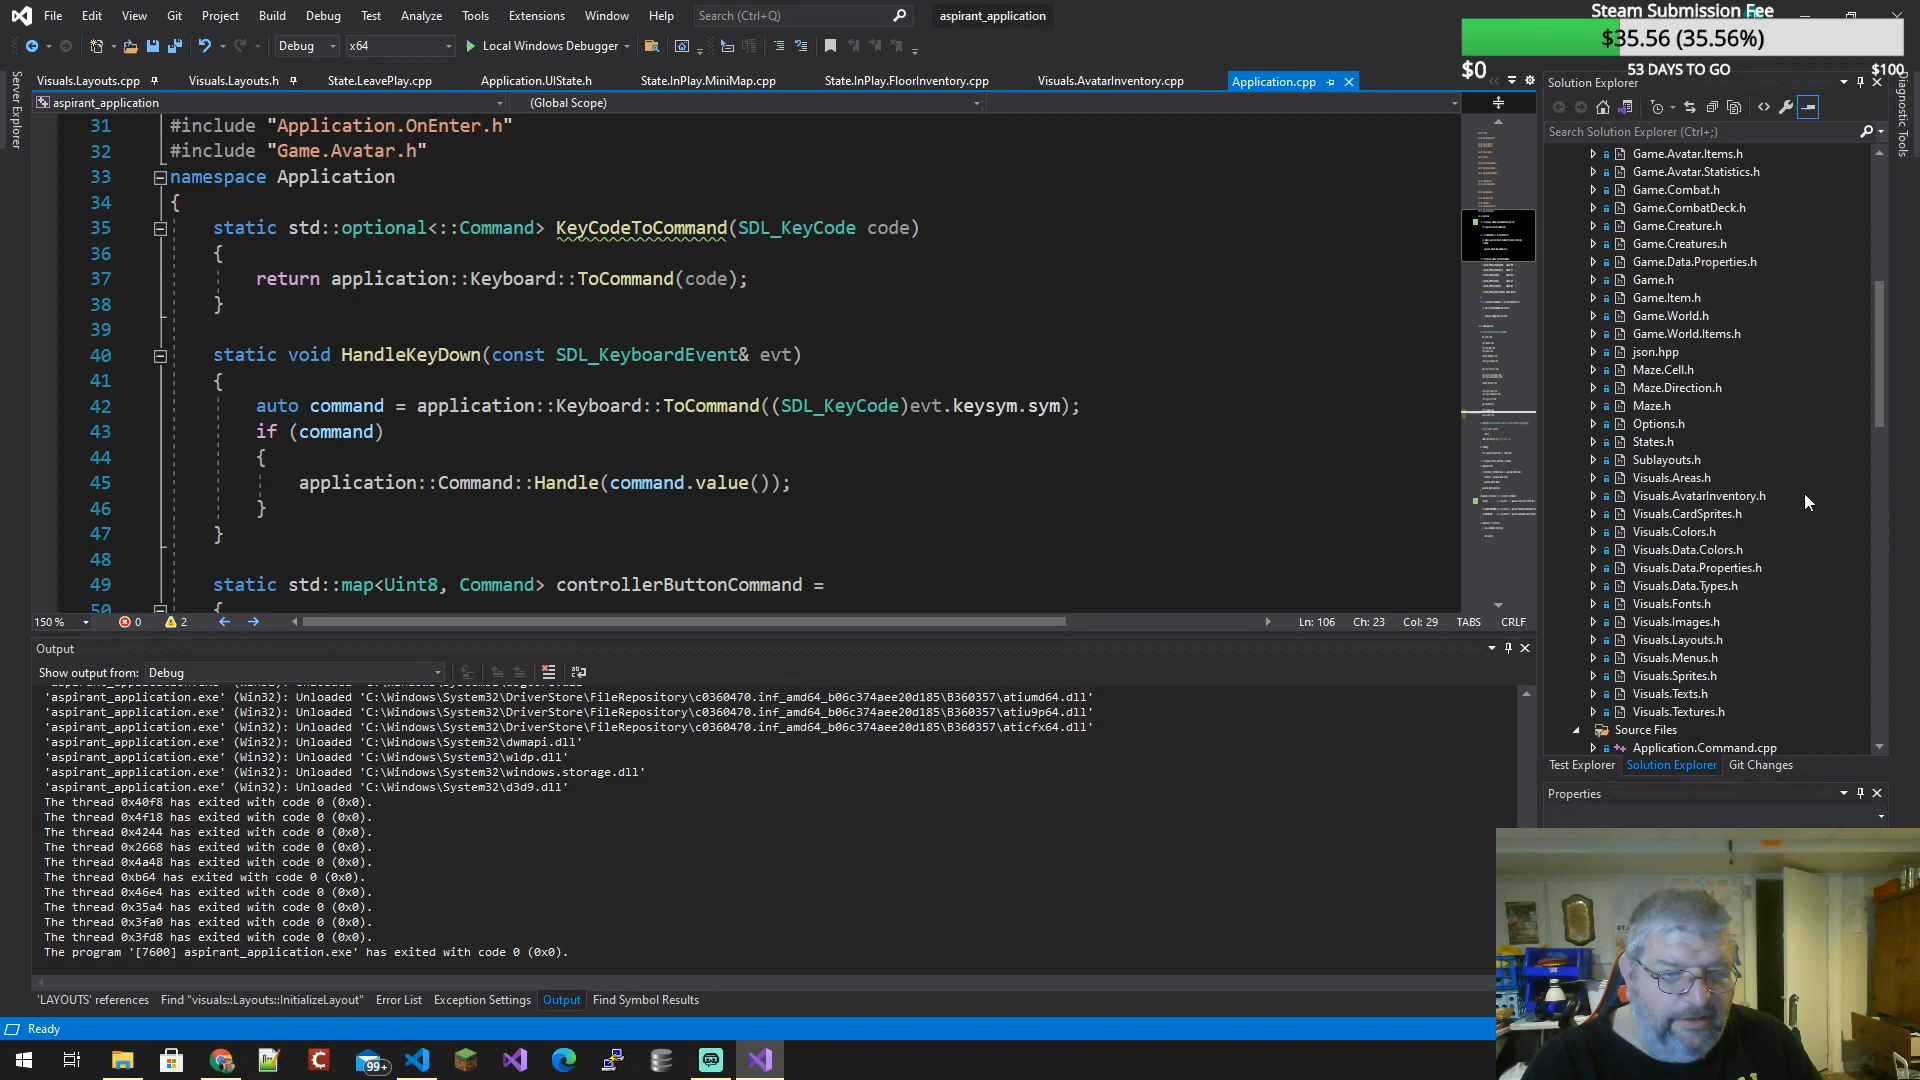 File Edit View Git Project Build Debug Test Analyze Tools Extensions Window Help Search (Ctrl+Q) aspirant_application
Steam Submission Fee
$35.56 (35.56%)
$0 53 DAYS TO GO $100
Debug x64 Local Windows Debugger
Visuals.Layouts.cpp Visuals.Layouts.h State.LeavePlay.cpp Application.UIState.h State.InPlay.MiniMap.cpp State.InPlay.FloorInventory.cpp Visuals.AvatarInventory.cpp Application.cpp
aspirant_application (Global Scope)
31 #include "Application.OnEnter.h"
32 #include "Game.Avatar.h"
33 namespace Application
34 {
35 static std::optional<::Command> KeyCodeToCommand(SDL_KeyCode code)
36 {
37 return application::Keyboard::ToCommand(code);
38 }
39
40 static void HandleKeyDown(const SDL_KeyboardEvent& evt)
41 {
42 auto command = application::Keyboard::ToCommand((SDL_KeyCode)evt.keysym.sym);
43 if (command)
44 {
45 application::Command::Handle(command.value());
46 }
47 }
48
49 static std::map<Uint8, Command> controllerButtonCommand =
50 {
150 % 0 2 Ln: 106 Ch: 23 Col: 29 TABS CRLF
Output
Show output from: Debug
'aspirant_application.exe' (Win32): Unloaded 'C:\Windows\System32\DriverStore\FileRepository\c0360470.inf_amd64_b06c374aee20d185\B360357\atiumd64.dll'
'aspirant_application.exe' (Win32): Unloaded 'C:\Windows\System32\DriverStore\FileRepository\c0360470.inf_amd64_b06c374aee20d185\B360357\atiu9p64.dll'
'aspirant_application.exe' (Win32): Unloaded 'C:\Windows\System32\DriverStore\FileRepository\c0360470.inf_amd64_b06c374aee20d185\B360357\aticfx64.dll'
'aspirant_application.exe' (Win32): Unloaded 'C:\Windows\System32\dwmapi.dll'
'aspirant_application.exe' (Win32): Unloaded 'C:\Windows\System32\wldp.dll'
'aspirant_application.exe' (Win32): Unloaded 'C:\Windows\System32\windows.storage.dll'
'aspirant_application.exe' (Win32): Unloaded 'C:\Windows\System32\d3d9.dll'
The thread 0x40f8 has exited with code 0 (0x0).
The thread 0x4f18 has exited with code 0 (0x0).
The thread 0x4244 has exited with code 0 (0x0).
The thread 0x2668 has exited with code 0 (0x0).
The thread 0x4a48 has exited with code 0 (0x0).
The thread 0xb64 has exited with code 0 (0x0).
The thread 0x46e4 has exited with code 0 (0x0).
The thread 0x35a4 has exited with code 0 (0x0).
The thread 0x3fa0 has exited with code 0 (0x0).
The thread 0x3fd8 has exited with code 0 (0x0).
The program '[7600] aspirant_application.exe' has exited with code 0 (0x0).
'LAYOUTS' references Find "visuals::Layouts::InitializeLayout" Error List Exception Settings Output Find Symbol Results
Ready
99+
Server Explorer
Diagnostic Tools
Solution Explorer
Search Solution Explorer (Ctrl+;)
Game.Avatar.Items.h
Game.Avatar.Statistics.h
Game.Combat.h
Game.CombatDeck.h
Game.Creature.h
Game.Creatures.h
Game.Data.Properties.h
Game.h
Game.Item.h
Game.World.h
Game.World.Items.h
json.hpp
Maze.Cell.h
Maze.Direction.h
Maze.h
Options.h
States.h
Sublayouts.h
Visuals.Areas.h
Visuals.AvatarInventory.h
Visuals.CardSprites.h
Visuals.Colors.h
Visuals.Data.Colors.h
Visuals.Data.Properties.h
Visuals.Data.Types.h
Visuals.Fonts.h
Visuals.Images.h
Visuals.Layouts.h
Visuals.Menus.h
Visuals.Sprites.h
Visuals.Texts.h
Visuals.Textures.h
Source Files
Application.Command.cpp
Test Explorer Solution Explorer Git Changes
Properties